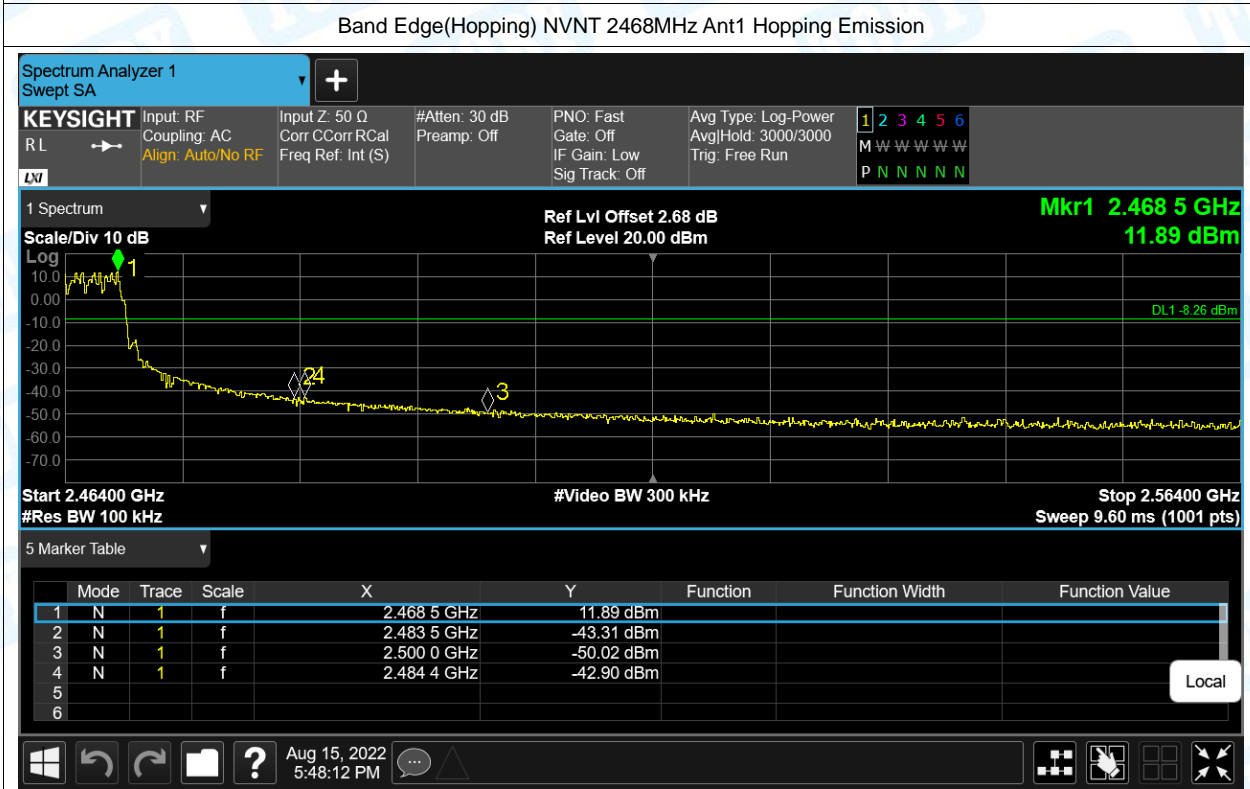 Band Edge(Hopping) NVNT 2468MHz Ant1 Hopping Emission
Spectrum Analyzer 1
Swept SA
KEYSIGHT
R L
LXI
Input: RF
Coupling: AC
Align: Auto/No RF
Input Z: 50 Ω
Corr CCorr RCal
Freq Ref: Int (S)
#Atten: 30 dB
Preamp: Off
PNO: Fast
Gate: Off
IF Gain: Low
Sig Track: Off
Avg Type: Log-Power
Avg|Hold: 3000/3000
Trig: Free Run
1 2 3 4 5 6
M W W W W W
P N N N N N
1 Spectrum
Ref Lvl Offset 2.68 dB
Mkr1 2.468 5 GHz
Scale/Div 10 dB
Ref Level 20.00 dBm
11.89 dBm
Log
1
10.0
0.00
DL1 -8.26 dBm
-10.0
-20.0
-30.0
24
-40.0
3
-50.0
-60.0
-70.0
Start 2.46400 GHz
#Video BW 300 kHz
Stop 2.56400 GHz
#Res BW 100 kHz
Sweep 9.60 ms (1001 pts)
5 Marker Table
Mode Trace Scale X Y Function Function Width Function Value
1 N 1 f 2.468 5 GHz 11.89 dBm
2 N 1 f 2.483 5 GHz -43.31 dBm
3 N 1 f 2.500 0 GHz -50.02 dBm
4 N 1 f 2.484 4 GHz -42.90 dBm
5
6
Local
?
Aug 15, 2022
5:48:12 PM